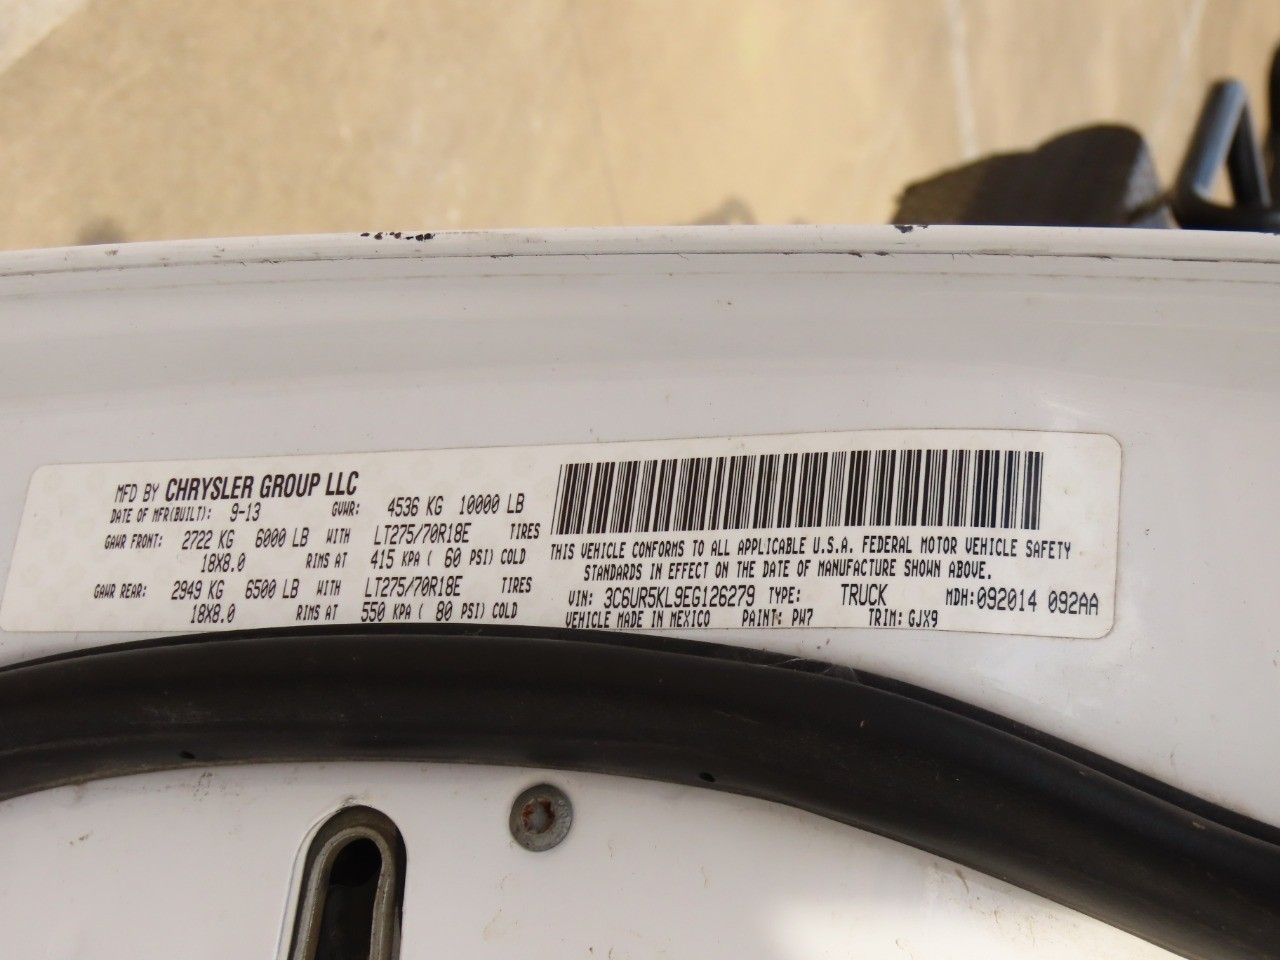 MFD BY CHRYSLER GROUP LLC
DATE OF MFR(BUILT): 9-13 GVWR: 4536 KG 10000 LB
GAWR FRONT: 2722 KG 6000 LB WITH LT275/70R18E TIRES
18X8.0 RIMS AT 415 KPA ( 60 PSI) COLD
GAWR REAR: 2949 KG 6500 LB WITH LT275/70R18E TIRES
18X8.0 RIMS AT 550 KPA ( 80 PSI) COLD
THIS VEHICLE CONFORMS TO ALL APPLICABLE U.S.A. FEDERAL MOTOR VEHICLE SAFETY
STANDARDS IN EFFECT ON THE DATE OF MANUFACTURE SHOWN ABOVE.
VIN: 3C6UR5KL9EG126279 TYPE: TRUCK MDH:092014 092AA
VEHICLE MADE IN MEXICO PAINT: PW7 TRIM: GJX9